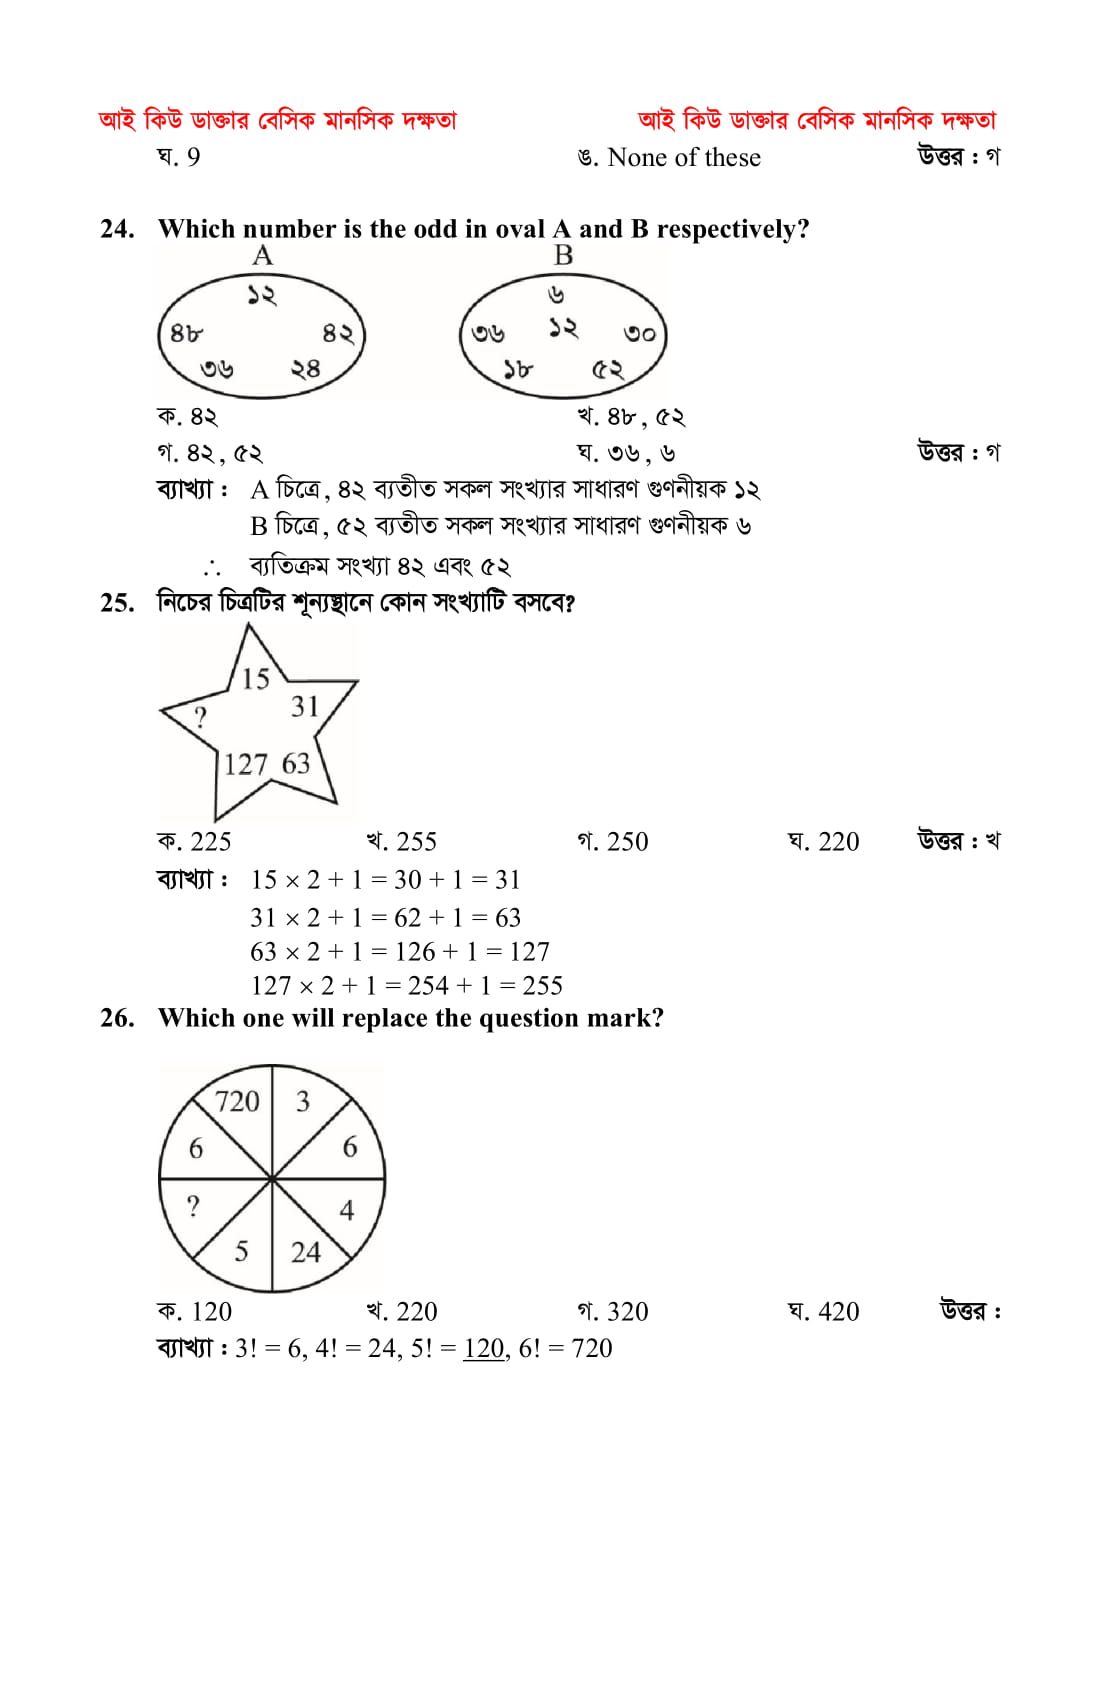 আই কিউ ডাক্তার বেসিক মানসিক দক্ষতা আই কিউ ডাক্তার বেসিক মানসিক দক্ষতা
ঘ. 9 ঙ. None of these উত্তর : গ
24. Which number is the odd in oval A and B respectively?
A B
১২ ৬
৪৮ ৪২ ৩৬ ১২ ৩০
৩৬ ২৪ ১৮ ৫২
ক. ৪২ খ. ৪৮, ৫২
গ. ৪২, ৫২ ঘ. ৩৬, ৬ উত্তর : গ
ব্যাখ্যা : A চিত্রে, ৪২ ব্যতীত সকল সংখ্যার সাধারণ গুণনীয়ক ১২
B চিত্রে, ৫২ ব্যতীত সকল সংখ্যার সাধারণ গুণনীয়ক ৬
∴ ব্যতিক্রম সংখ্যা ৪২ এবং ৫২
25. নিচের চিত্রটির শূন্যস্থানে কোন সংখ্যাটি বসবে?
15
? 31
127 63
ক. 225 খ. 255 গ. 250 ঘ. 220 উত্তর : খ
ব্যাখ্যা : 15 × 2 + 1 = 30 + 1 = 31
31 × 2 + 1 = 62 + 1 = 63
63 × 2 + 1 = 126 + 1 = 127
127 × 2 + 1 = 254 + 1 = 255
26. Which one will replace the question mark?
720 3
6 6
? 4
5 24
ক. 120 খ. 220 গ. 320 ঘ. 420 উত্তর :
ব্যাখ্যা : 3! = 6, 4! = 24, 5! = 120, 6! = 720